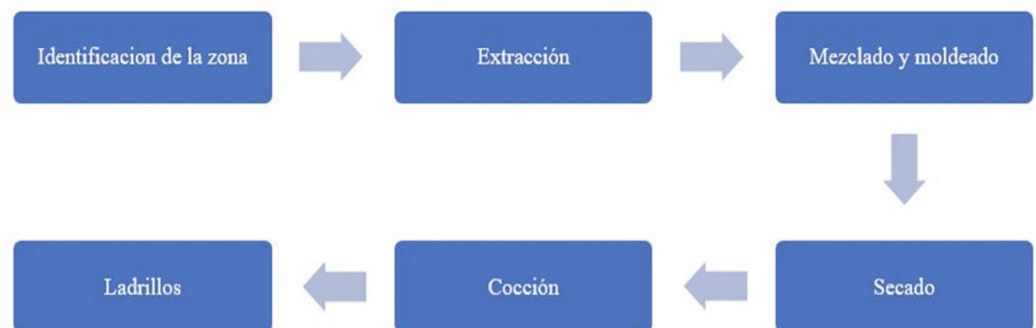 Identificacion de la zona
Extracción
Mezclado y moldeado
Secado
Cocción
Ladrillos